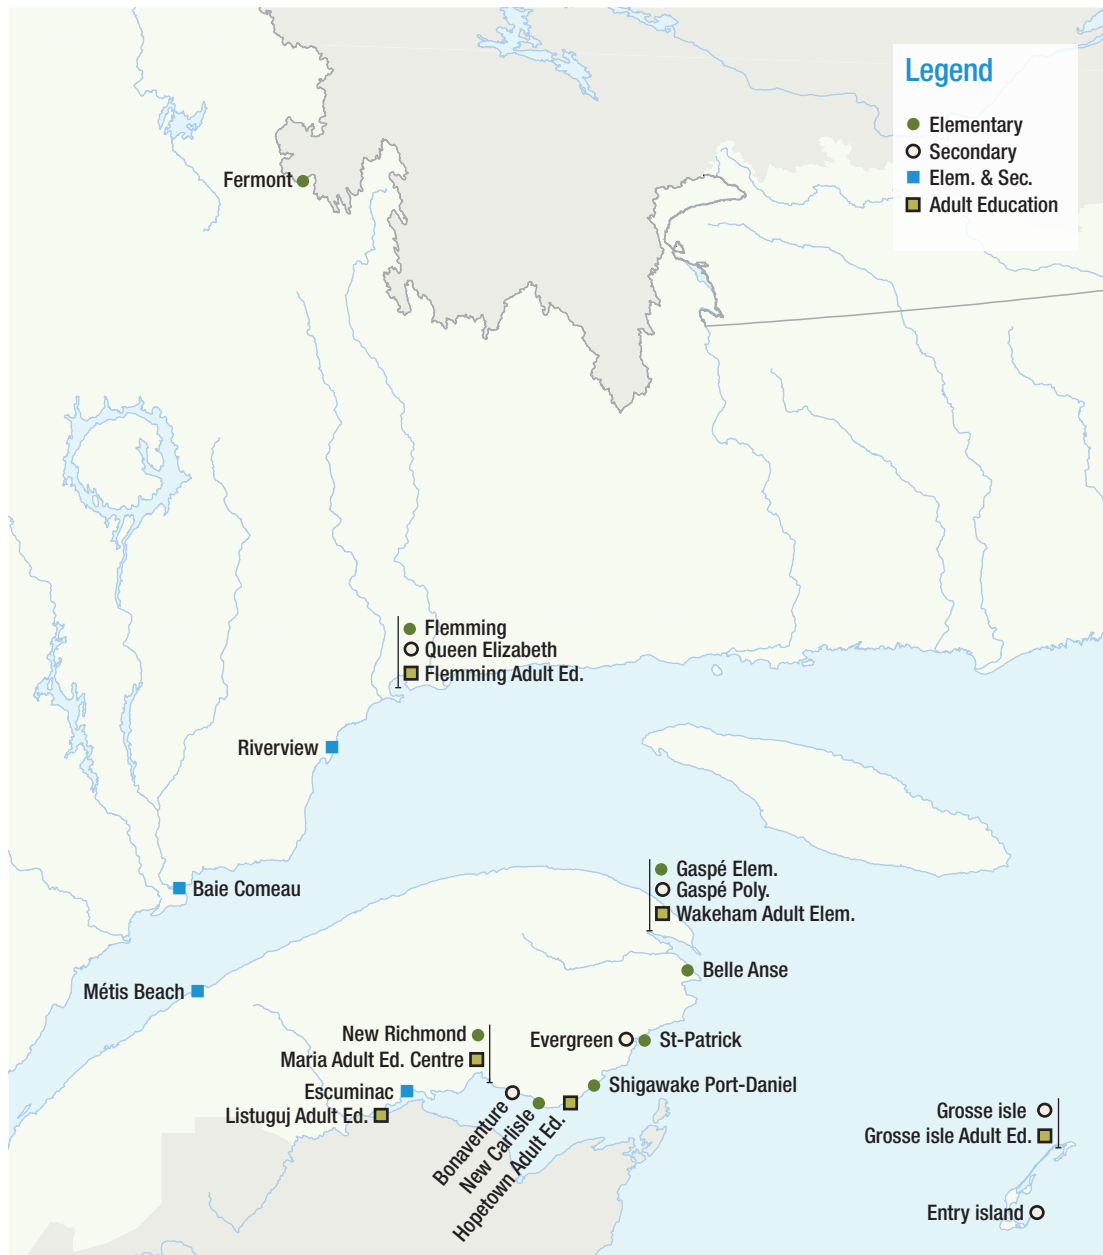 Legend
Elementary
Secondary
Elem. & Sec.
Adult Education
Fermont
Flemming
Queen Elizabeth
Flemming Adult Ed.
Riverview
Baie Comeau
Gaspé Elem.
Gaspé Poly.
Wakeham Adult Elem.
Belle Anse
Métis Beach
New Richmond
Maria Adult Ed. Centre
Evergreen
St-Patrick
Shigawake Port-Daniel
Escuminac
Listuguj Adult Ed.
Bonaventure
New Carlisle
Hopetown Adult Ed.
Grosse isle
Grosse isle Adult Ed.
Entry island